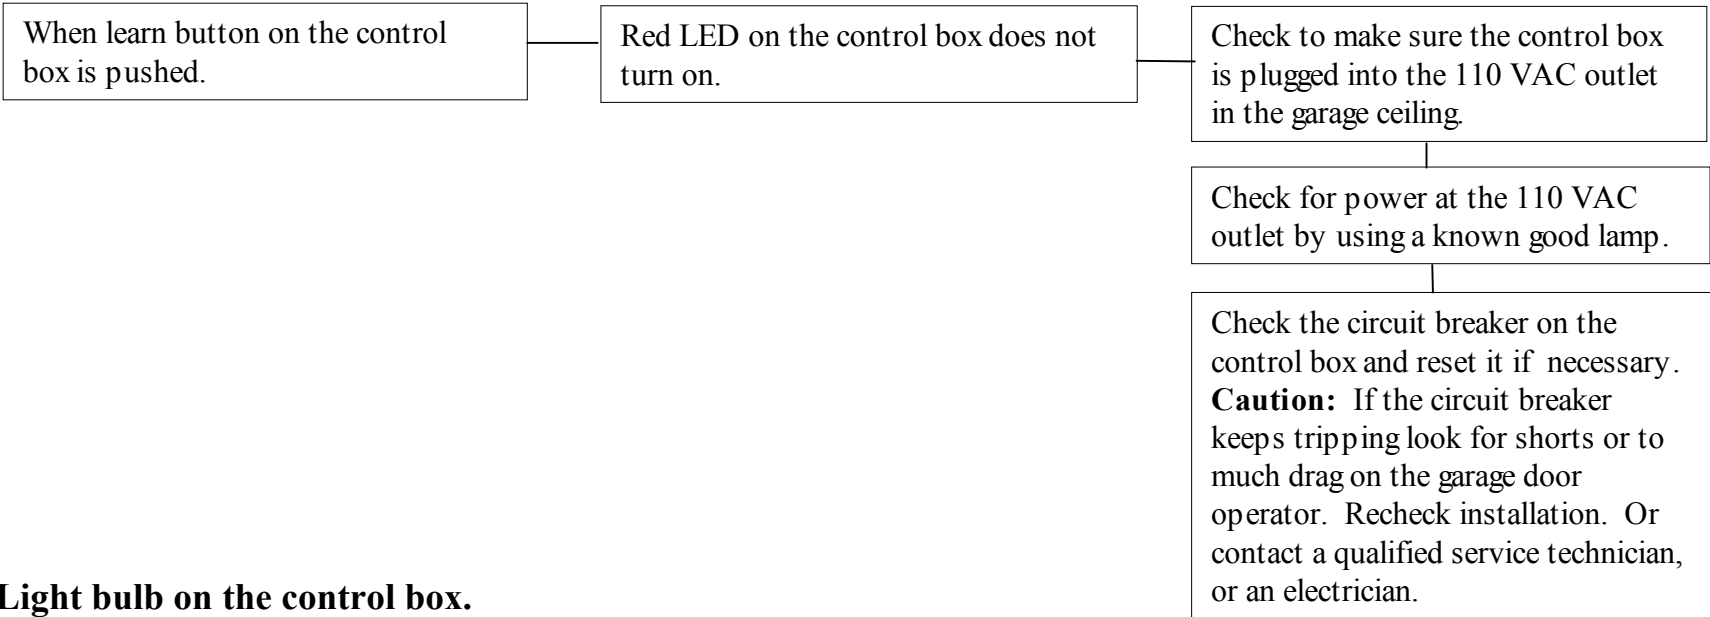 When learn button on the control
box is pushed.
Red LED on the control box does not
turn on.
Check to make sure the control box
is plugged into the 110 VAC outlet
in the garage ceiling.
Check for power at the 110 VAC
outlet by using a known good lamp.
Check the circuit breaker on the
control box and reset it if necessary.
Caution: If the circuit breaker
keeps tripping look for shorts or to
much drag on the garage door
operator. Recheck installation. Or
contact a qualified service technician,
or an electrician.
Light bulb on the control box.